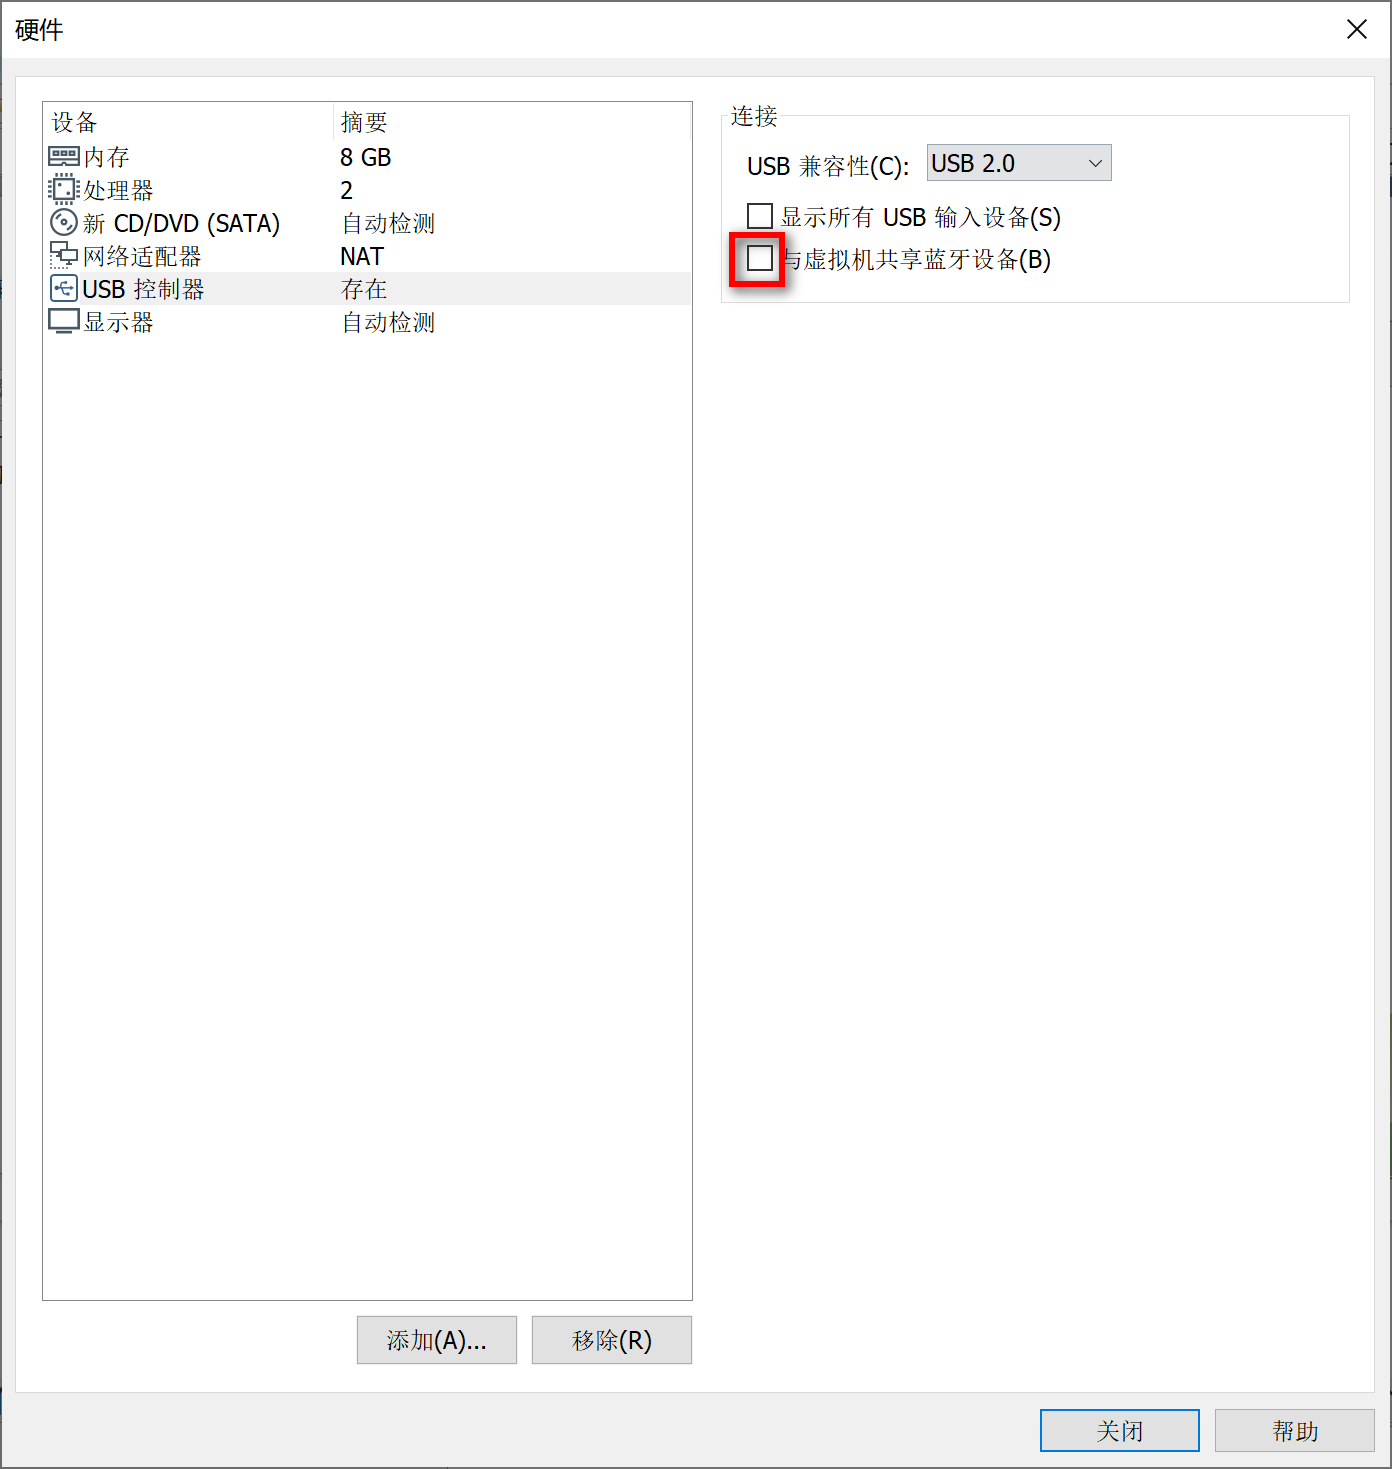 硬件
设备 摘要
内存 8 GB
处理器 2
新 CD/DVD (SATA) 自动检测
网络适配器 NAT
USB 控制器 存在
显示器 自动检测
添加(A)...
移除(R)
连接
USB 兼容性(C): USB 2.0
显示所有 USB 输入设备(S)
与虚拟机共享蓝牙设备(B)
关闭
帮助